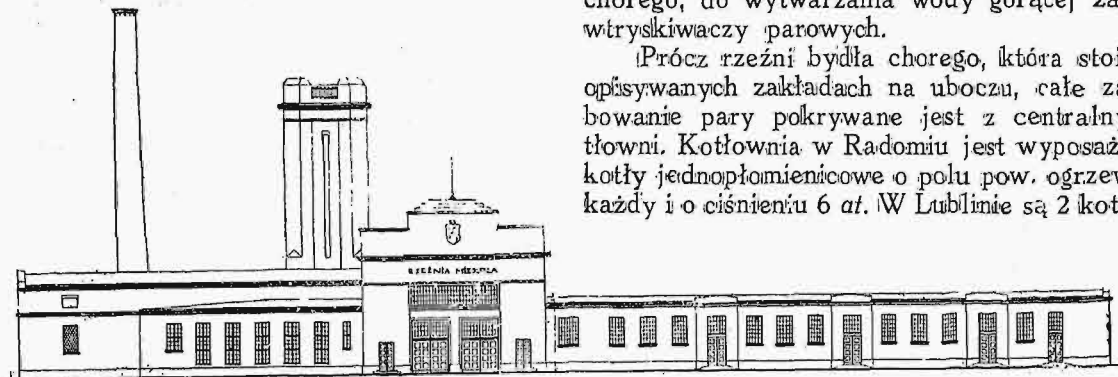 chorego, do wytwarzania wody gorącej za
wtryskiwaczy parowych.
Prócz rzeźni bydła chorego, która stoi
opisywanych zakładach na uboczu, całe za
bowanie pary pokrywane jest z centraln
tłowni. Kotłownia w Radomiu jest wyposaż
kotły jednopłomienicowe o polu pow. ogrzew
każdy i o ciśnieniu 6 at. W Lublinie są 2 kot
RZEŹNIA MIEJSKA